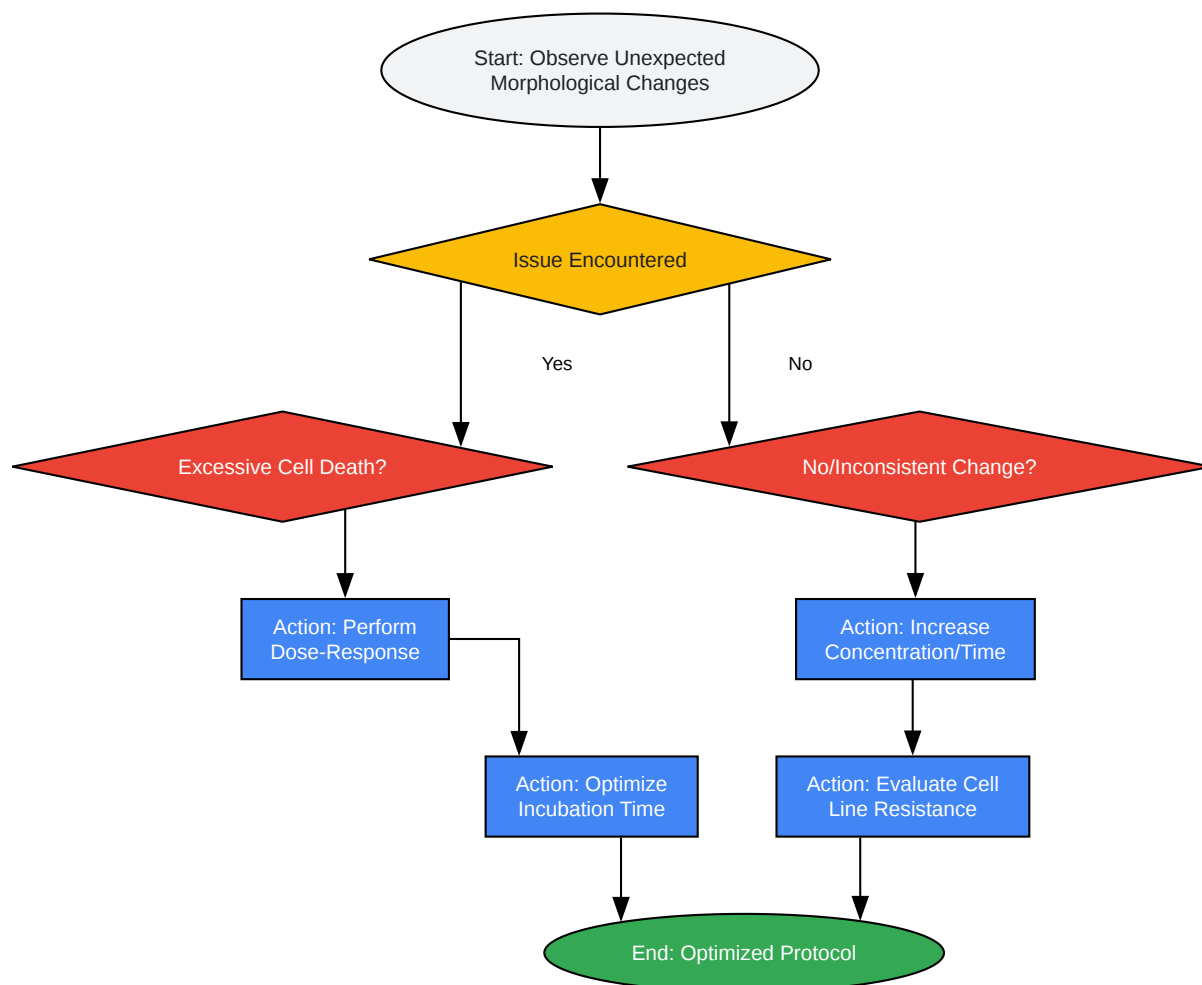 Start: Observe Unexpected
Morphological Changes
Issue Encountered
Yes
No
Excessive Cell Death?
No/Inconsistent Change?
Action: Perform
Dose-Response
Action: Increase
Concentration/Time
Action: Optimize
Incubation Time
Action: Evaluate Cell
Line Resistance
End: Optimized Protocol